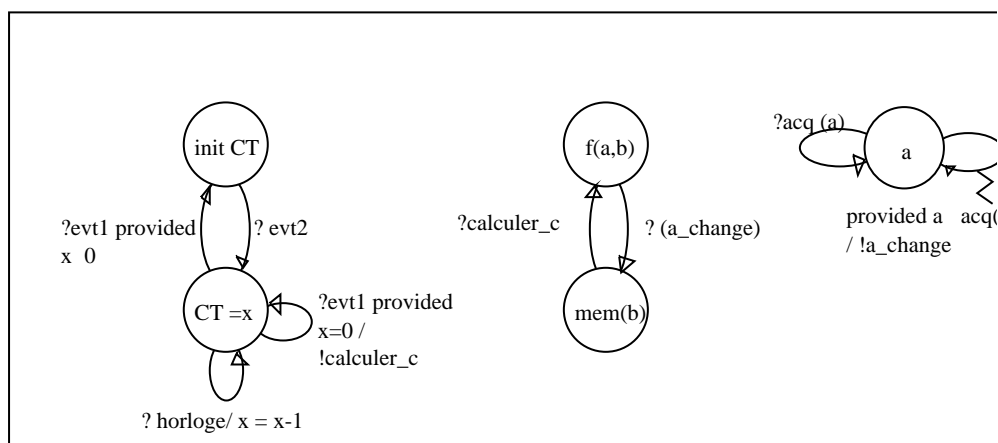 init CT
?evt1 provided
x  0
? evt2
CT =x
?evt1 provided
x=0 /
!calculer_c
? horloge/ x = x-1
f(a,b)
?calculer_c
? (a_change)
mem(b)
?acq (a)
a
provided a   acq(
/ !a_change